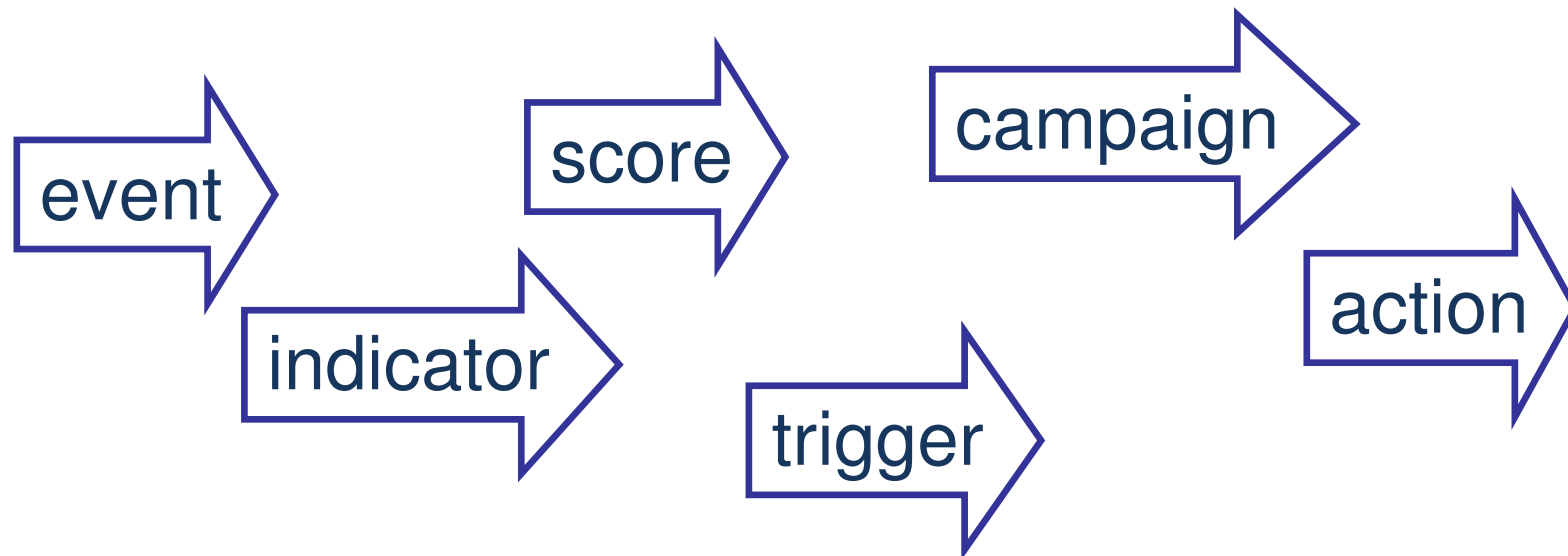 event
indicator
score
trigger
campaign
action